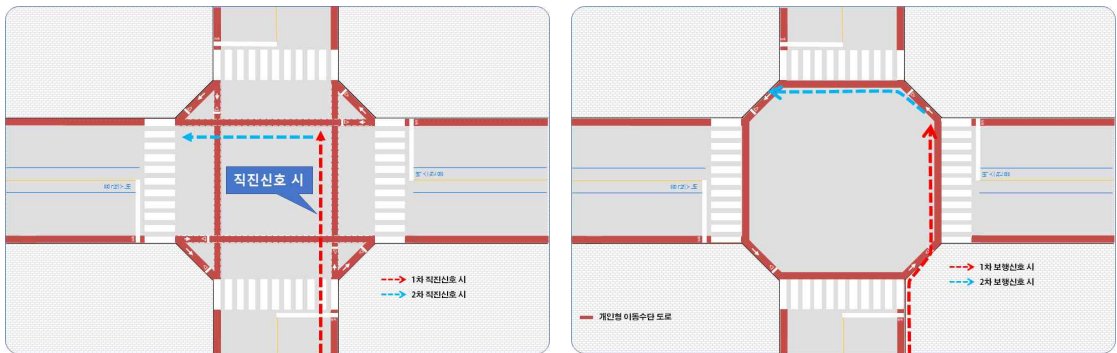 직진신호 시
1차 직진신호 시
2차 직진신호 시
1차 보행신호 시
2차 보행신호 시
개인형 이동수단 도로